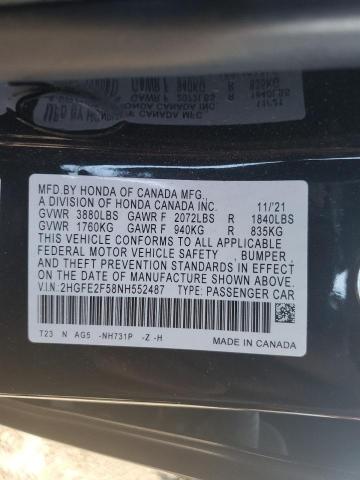 MFD.BY HONDA OF CANADA MFG.,
A DIVISION OF HONDA CANADA INC. 11/'21
GVWR 3880LBS GAWR F 2072LBS R 1840LBS
GVWR 1760KG GAWR F 940KG R 835KG
THIS VEHICLE CONFORMS TO ALL APPLICABLE
FEDERAL MOTOR VEHICLE SAFETY , BUMPER ,
AND THEFT PREVENTION STANDARDS IN EFFECT ON
THE DATE OF MANUFACTURE SHOWN ABOVE.
V.I.N.:2HGFE2F58NH552487 TYPE: PASSENGER CAR
T23 N AG5 -NH731P -Z -H
MADE IN CANADA